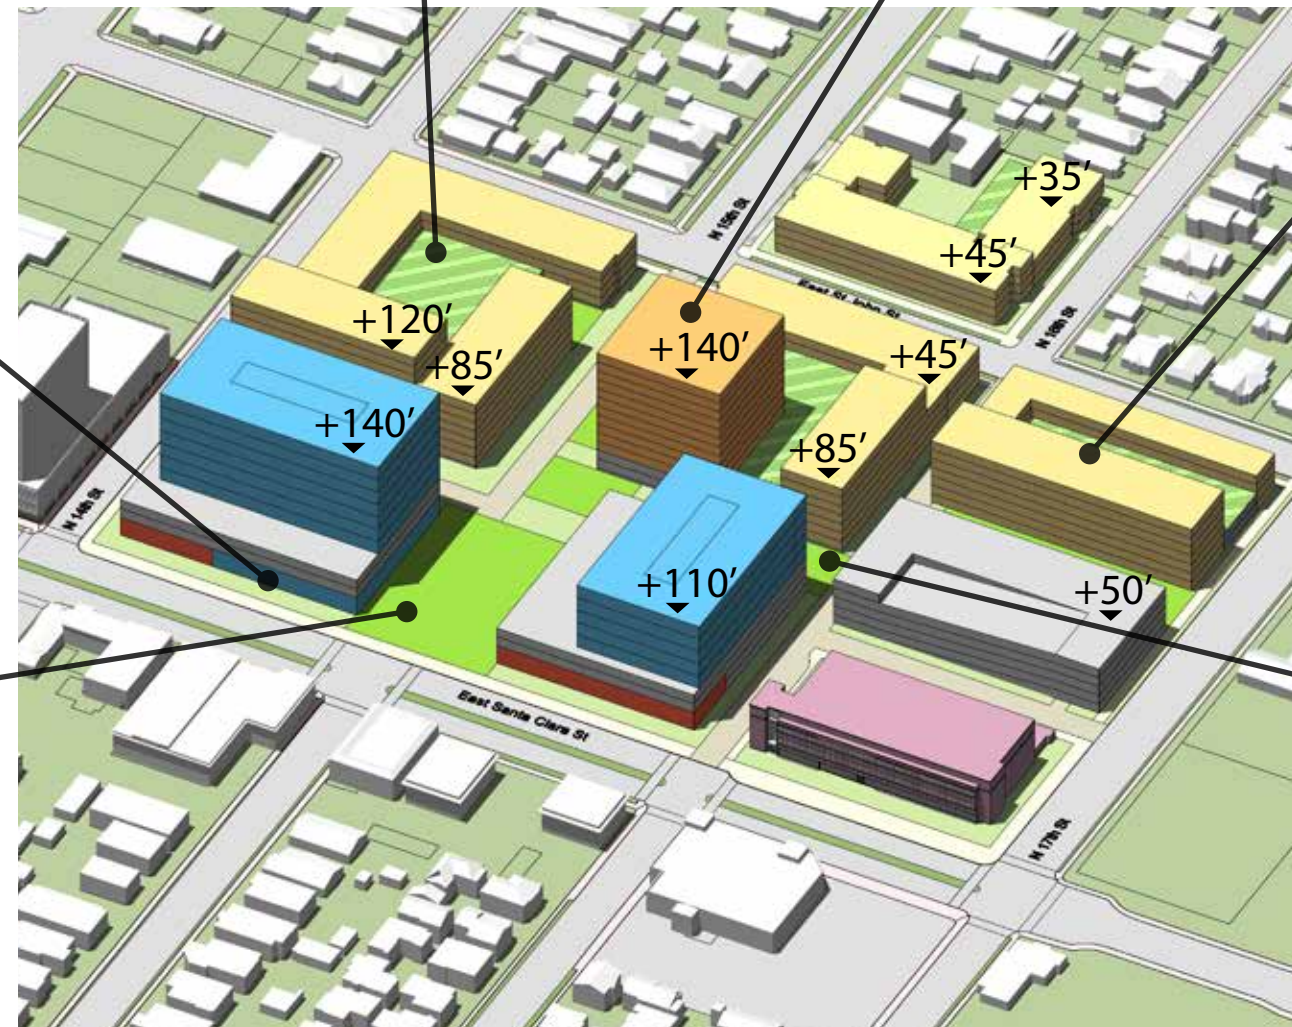 N 15th St
+35'
+45'
East St. John St
N 16th St
+120'
+140'
+45'
+85'
+140'
+85'
N 14th St
+110'
+50'
East Santa Clara St
N 17th St